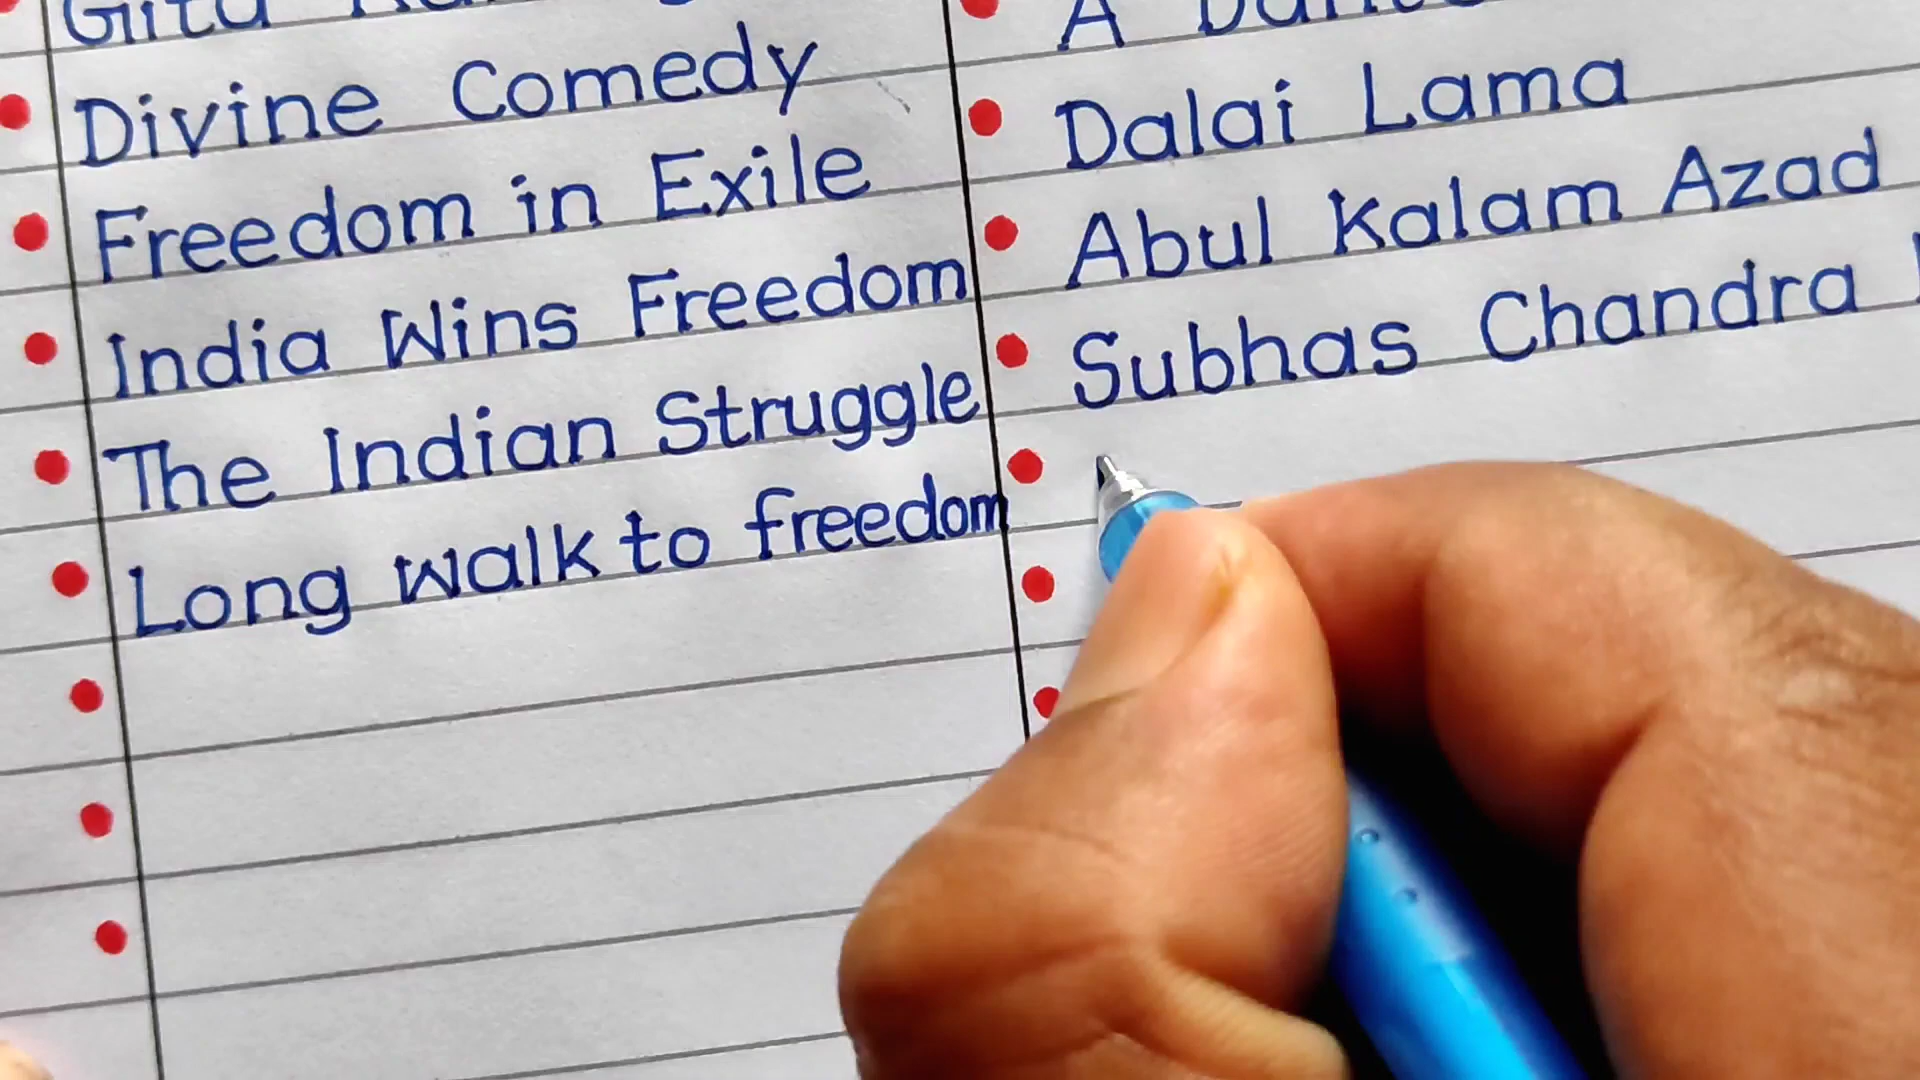 Divine Comedy
Freedom in Exile
India Wins Freedom
The Indian Struggle
Long walk to freedom
A
Dalai Lama
Abul Kalam Azad
Subhas Chandra